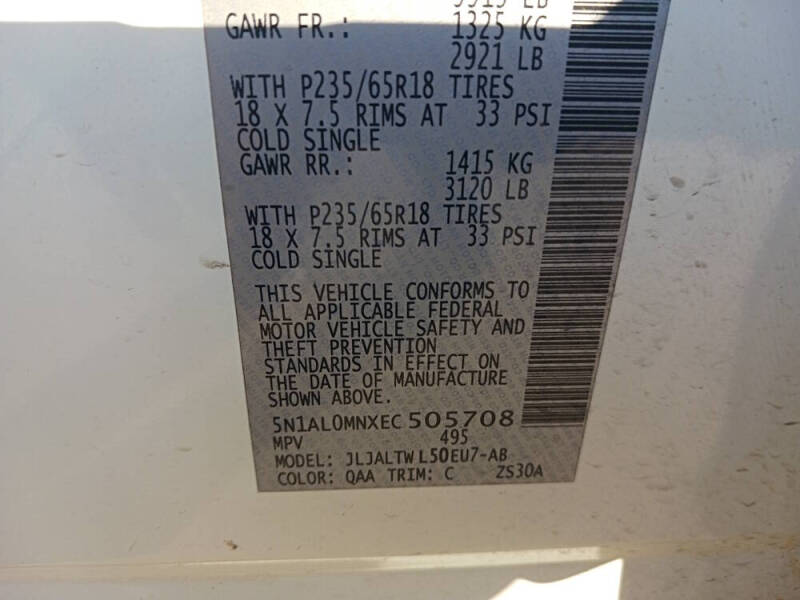 GAWR FR.: 1325 KG
2921 LB
WITH P235/65R18 TIRES
18 X 7.5 RIMS AT 33 PSI
COLD SINGLE
GAWR RR.: 1415 KG
3120 LB
WITH P235/65R18 TIRES
18 X 7.5 RIMS AT 33 PSI
COLD SINGLE
THIS VEHICLE CONFORMS TO
ALL APPLICABLE FEDERAL
MOTOR VEHICLE SAFETY AND
THEFT PREVENTION
STANDARDS IN EFFECT ON
THE DATE OF MANUFACTURE
SHOWN ABOVE.
5N1AL0MNXEC505708
MPV 495
MODEL: JLJALTWL50EU7-AB
COLOR: QAA TRIM: C ZS30A